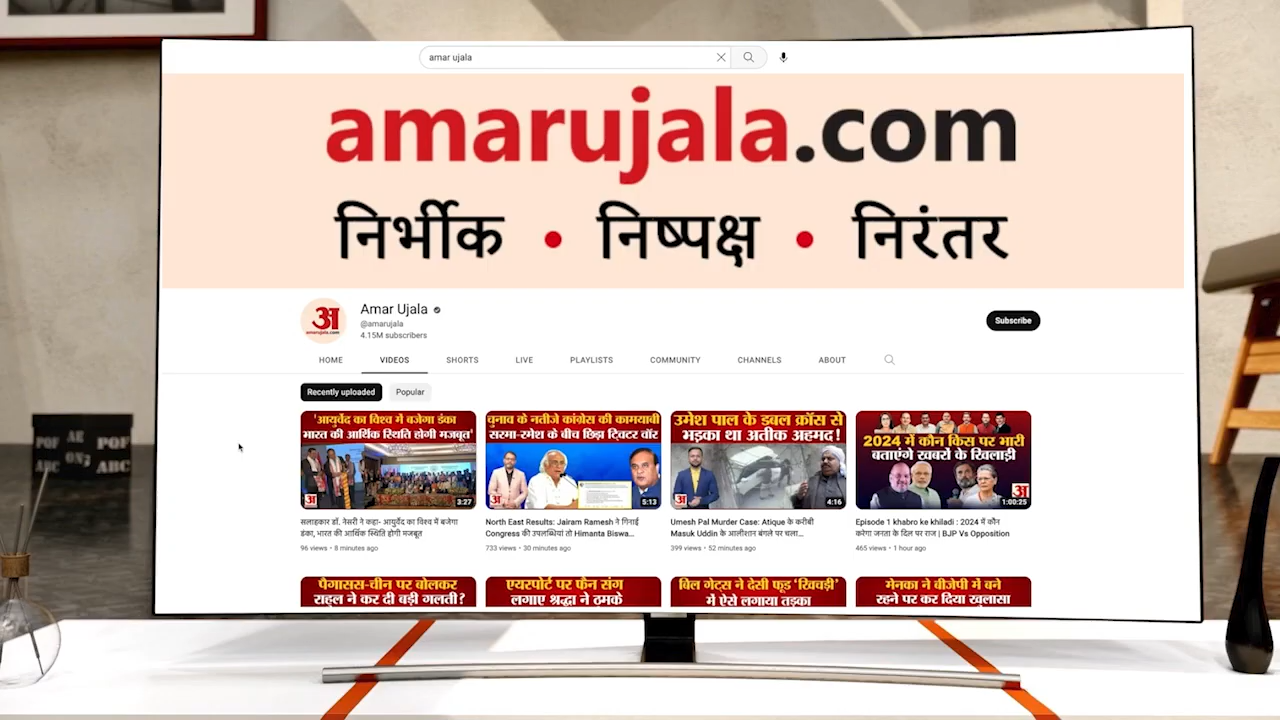 amar ujala
amarujala.com
निर्भीक • निष्पक्ष • निरंतर
अ
amarujala.com
Amar Ujala
@amarujala
4.15M subscribers
Subscribe
HOME VIDEOS SHORTS LIVE PLAYLISTS COMMUNITY CHANNELS ABOUT
Recently uploaded Popular
'आयुर्वेद का विश्व में बजेगा डंका
भारत की आर्थिक स्थिति होगी मजबूत'
अ
3:27
चुनाव के नतीजे कांग्रेस की कामयाबी
सरमा-रमेश के बीच छिड़ा ट्विटर वॉर
अ
5:13
उमेश पाल के डबल क्रॉस से
भड़का था अतीक अहमद!
अ
4:16
2024 में कौन किस पर भारी
बताएंगे खबरों के खिलाड़ी
अ
1:00:25
सलाहकार डॉ. नेसरी ने कहा- आयुर्वेद का विश्व में बजेगा
डंका, भारत की आर्थिक स्थिति होगी मजबूत
96 views • 8 minutes ago
North East Results: Jairam Ramesh ने गिनाई
Congress की उपलब्धियां तो Himanta Biswa...
733 views • 30 minutes ago
Umesh Pal Murder Case: Atique के करीबी
Masuk Uddin के आलीशान बंगले पर चला...
399 views • 52 minutes ago
Episode 1 khabro ke khiladi : 2024 में कौन
करेगा जनता के दिल पर राज | BJP Vs Opposition
465 views • 1 hour ago
पैगासस-चीन पर बोलकर
राहुल ने कर दी बड़ी गलती?
एयरपोर्ट पर फैन संग
लगाए श्रद्धा ने ठुमके
बिल गेट्स ने देसी फूड 'खिचड़ी'
में ऐसे लगाया तड़का
मेनका ने बीजेपी में बने
रहने पर कर दिया खुलासा